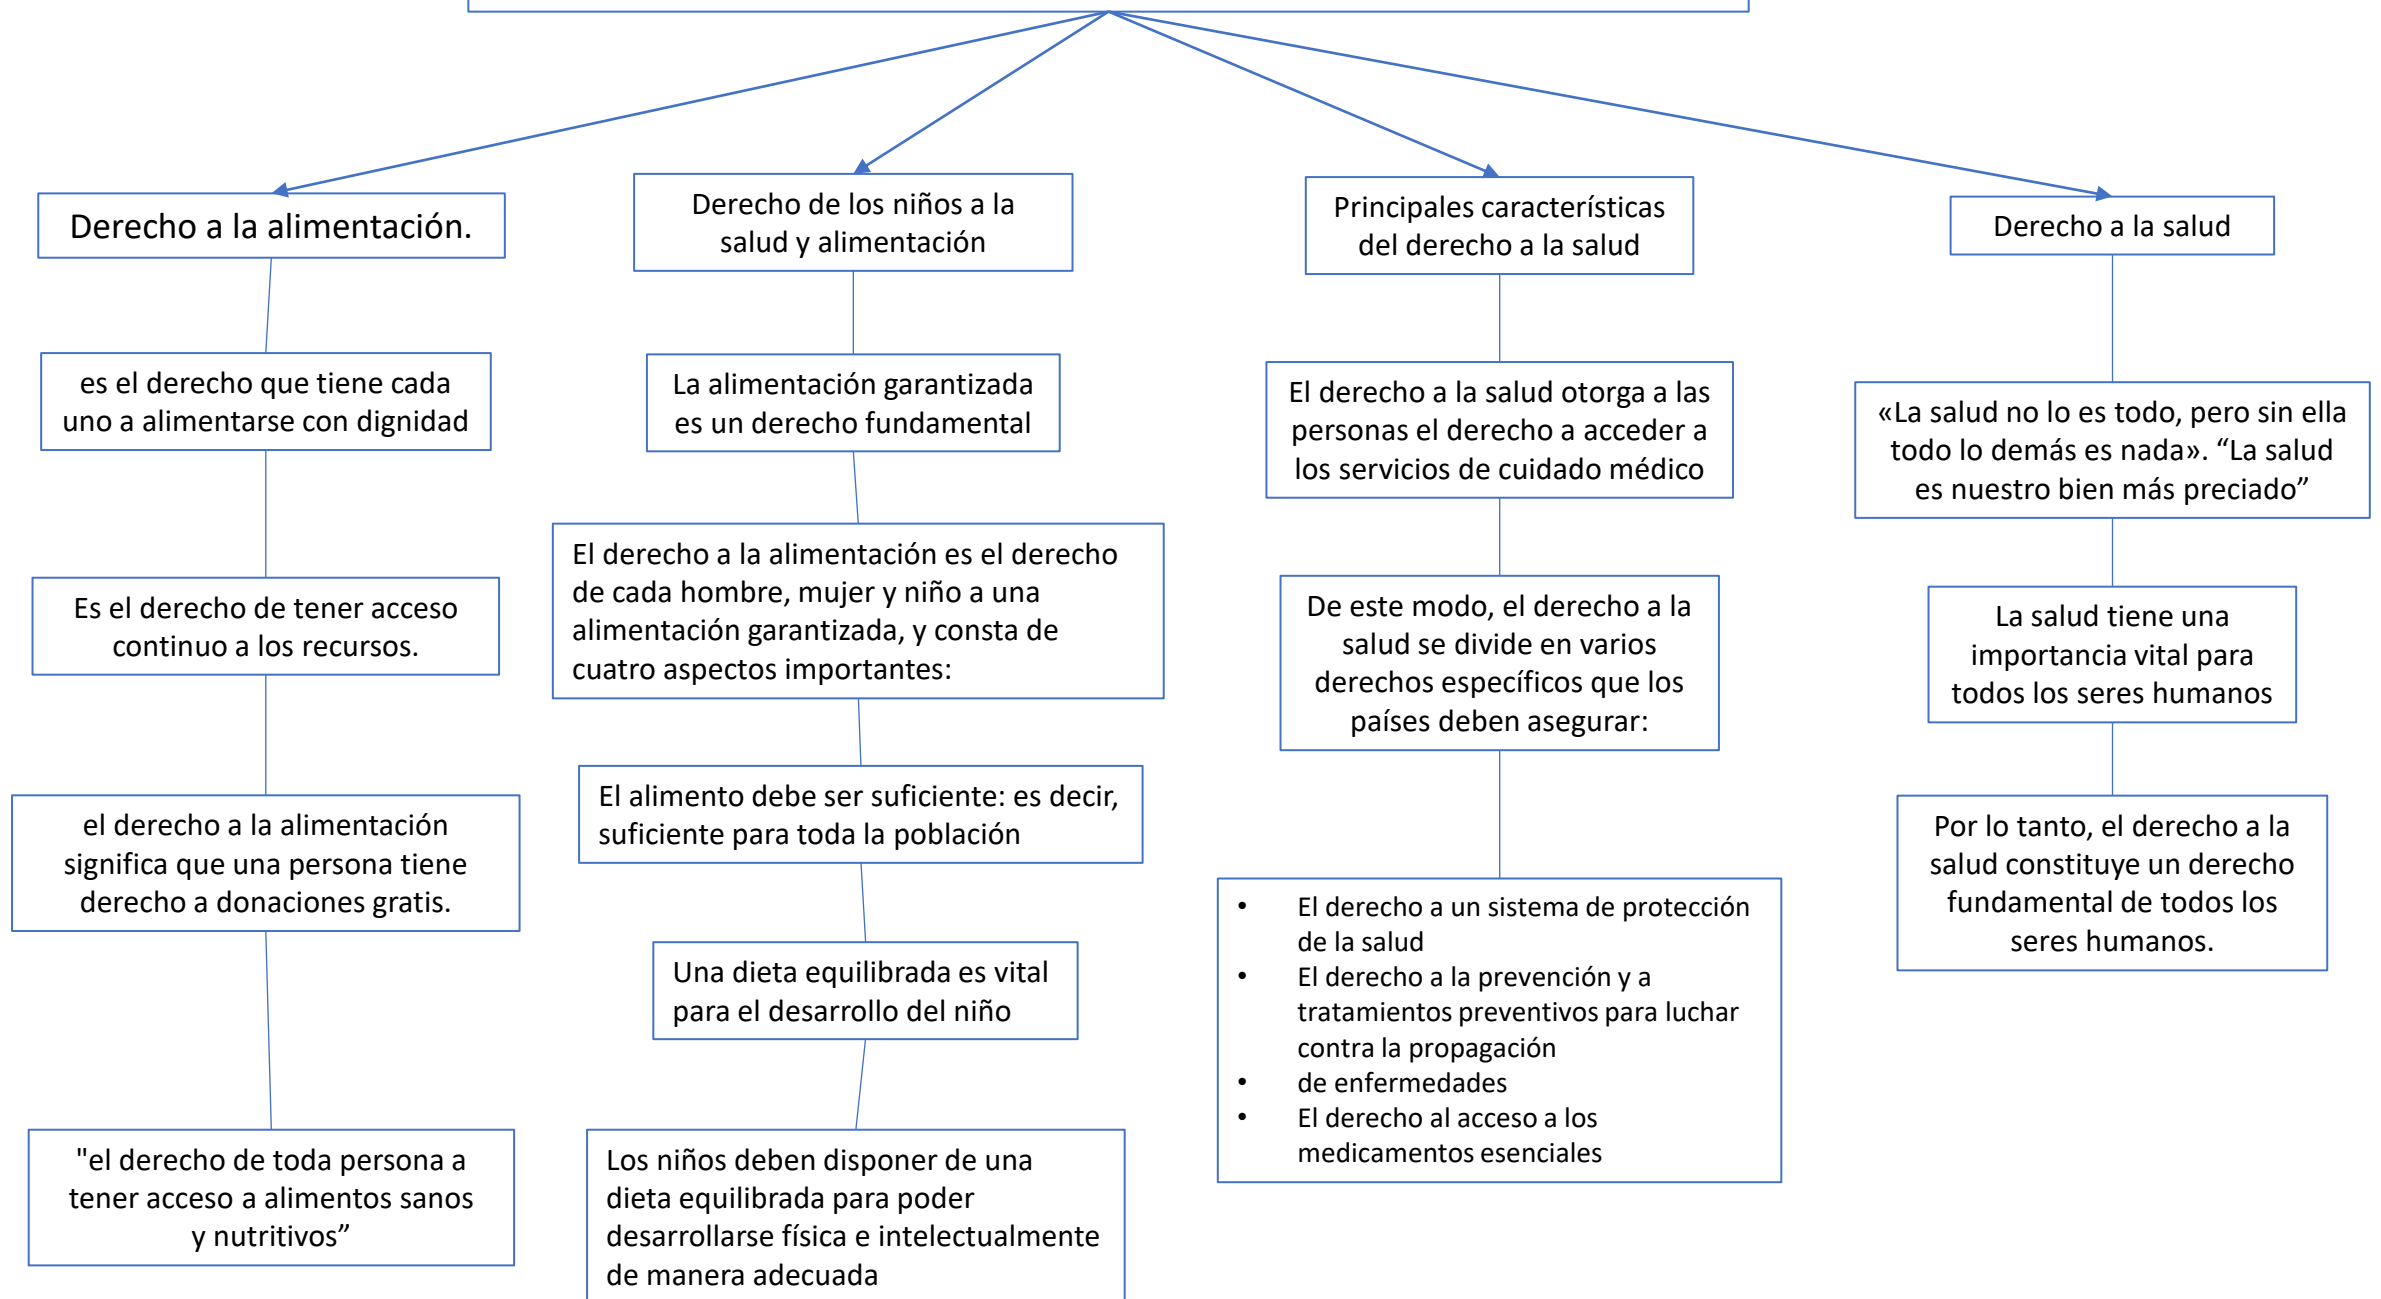 Derecho a la alimentación.
es el derecho que tiene cada
uno a alimentarse con dignidad
Es el derecho de tener acceso
continuo a los recursos.
el derecho a la alimentación
significa que una persona tiene
derecho a donaciones gratis.
"el derecho de toda persona a
tener acceso a alimentos sanos
y nutritivos”
Derecho de los niños a la
salud y alimentación
La alimentación garantizada
es un derecho fundamental
El derecho a la alimentación es el derecho
de cada hombre, mujer y niño a una
alimentación garantizada, y consta de
cuatro aspectos importantes:
El alimento debe ser suficiente: es decir,
suficiente para toda la población
Una dieta equilibrada es vital
para el desarrollo del niño
Los niños deben disponer de una
dieta equilibrada para poder
desarrollarse física e intelectualmente
de manera adecuada
Principales características
del derecho a la salud
El derecho a la salud otorga a las
personas el derecho a acceder a
los servicios de cuidado médico
De este modo, el derecho a la
salud se divide en varios
derechos específicos que los
países deben asegurar:
• El derecho a un sistema de protección
de la salud
• El derecho a la prevención y a
tratamientos preventivos para luchar
contra la propagación
• de enfermedades
• El derecho al acceso a los
medicamentos esenciales
Derecho a la salud
«La salud no lo es todo, pero sin ella
todo lo demás es nada». “La salud
es nuestro bien más preciado”
La salud tiene una
importancia vital para
todos los seres humanos
Por lo tanto, el derecho a la
salud constituye un derecho
fundamental de todos los
seres humanos.